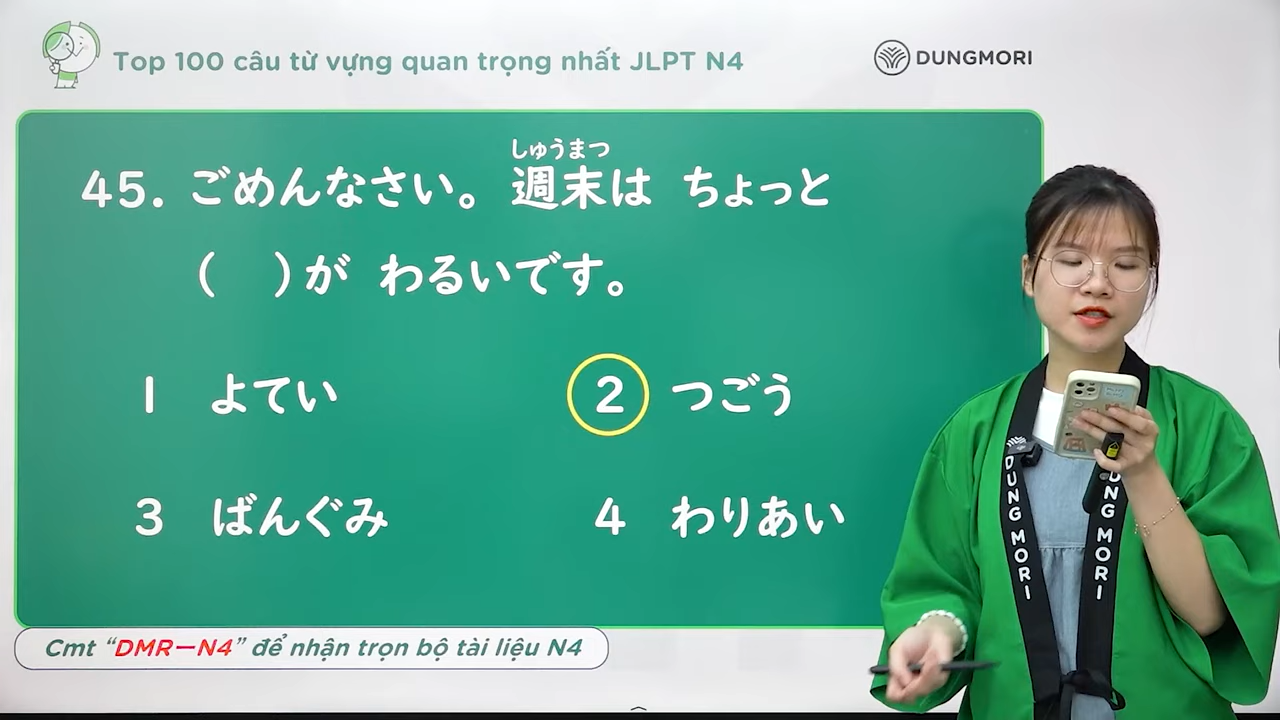 Top 100 câu từ vựng quan trọng nhất JLPT N4
DUNGMORI
しゅうまつ
45. ごめんなさい。 週末は ちょっと
( )が わるいです。
1 よてい
2 つごう
3 ばんぐみ
4 わりあい
Cmt “DMR－N4” để nhận trọn bộ tài liệu N4
DUNG MORI
DUNG MORI